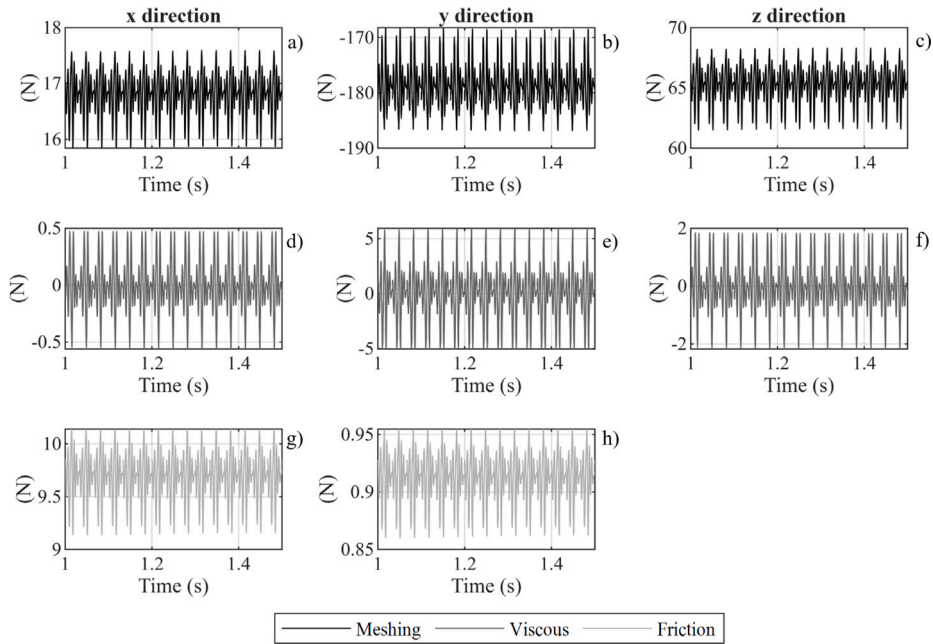 x direction y direction z direction
18 a) -170 b) 70 c)
(N) 17 (N) -180 (N) 65
16 -190 60
1 1.2 1.4 1 1.2 1.4 1 1.2 1.4
Time (s) Time (s) Time (s)
0.5 d) 5 e) 2 f)
(N) 0 (N) 0 (N) 0
-0.5 -5 -2
1 1.2 1.4 1 1.2 1.4 1 1.2 1.4
Time (s) Time (s) Time (s)
10 g) 0.95 h)
(N) 9.5 (N) 0.9
9 0.85
1 1.2 1.4 1 1.2 1.4
Time (s) Time (s)
Meshing Viscous Friction